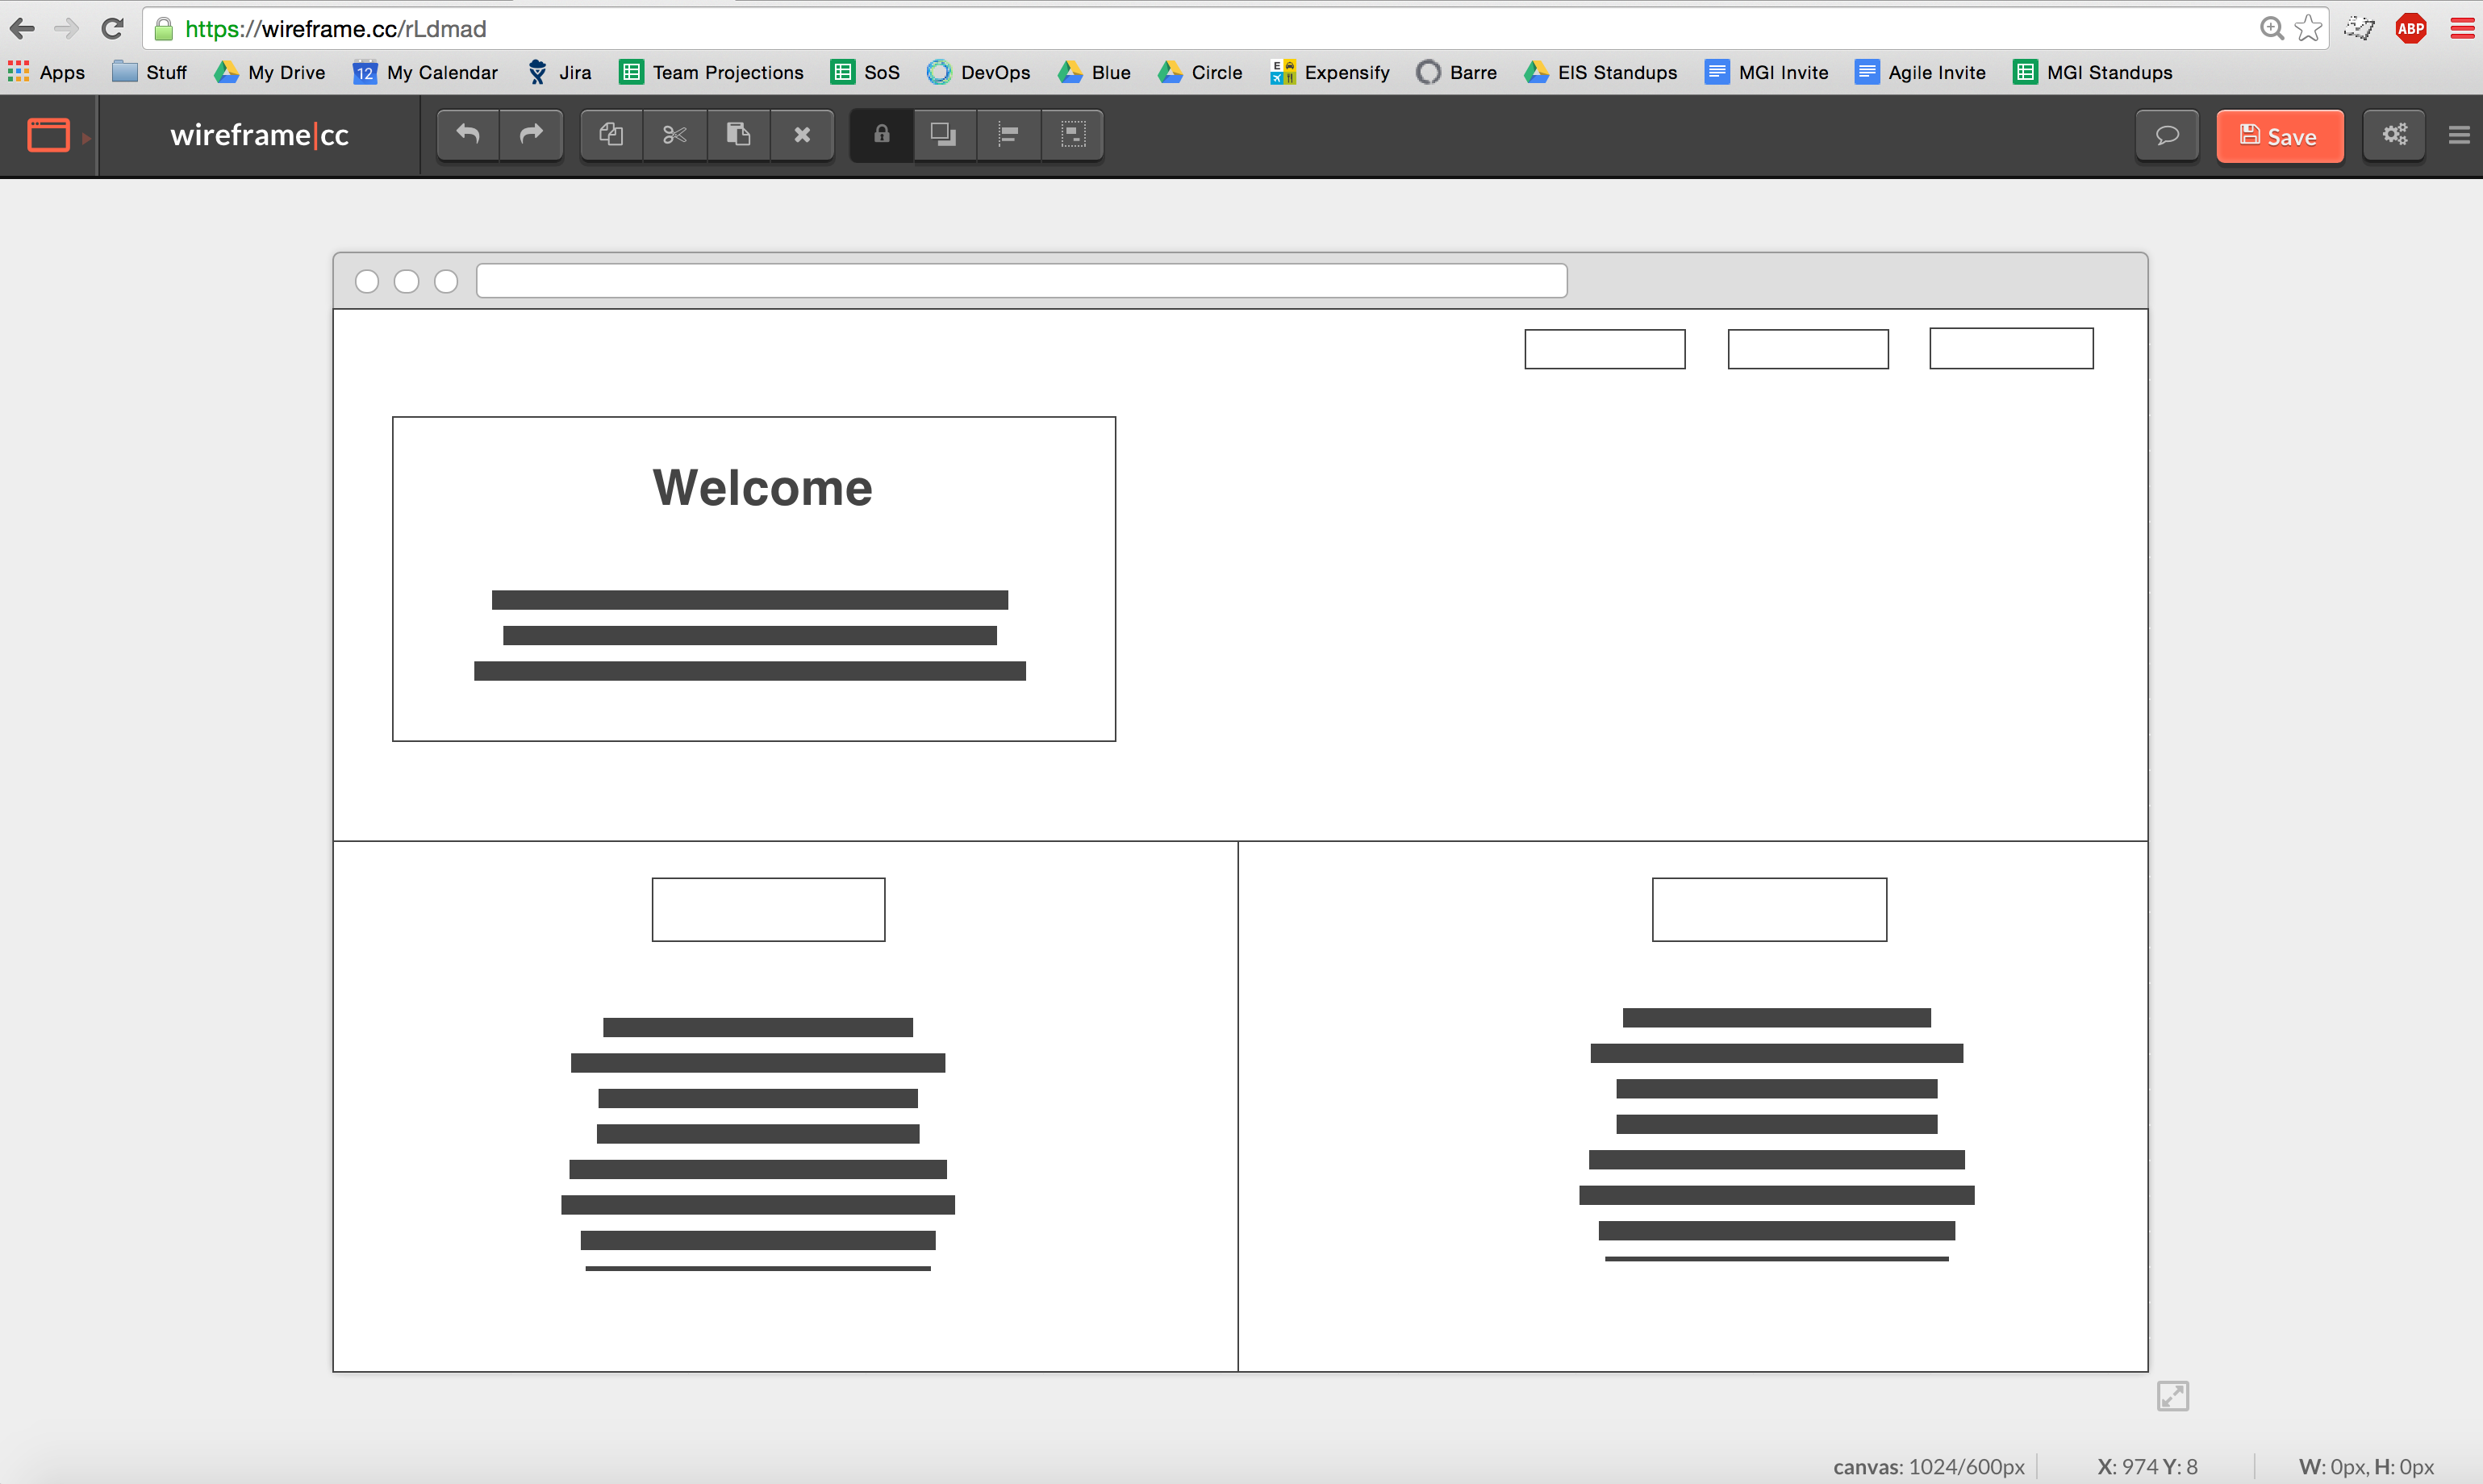 https://wireframe.cc/rLdmad
ABP
Apps Stuff My Drive 12 My Calendar Jira Team Projections SoS DevOps Blue Circle E Expensify Barre EIS Standups MGI Invite Agile Invite MGI Standups
wireframe|cc Save
Welcome
canvas: 1024/600px X: 974 Y: 8 W: 0px, H: 0px